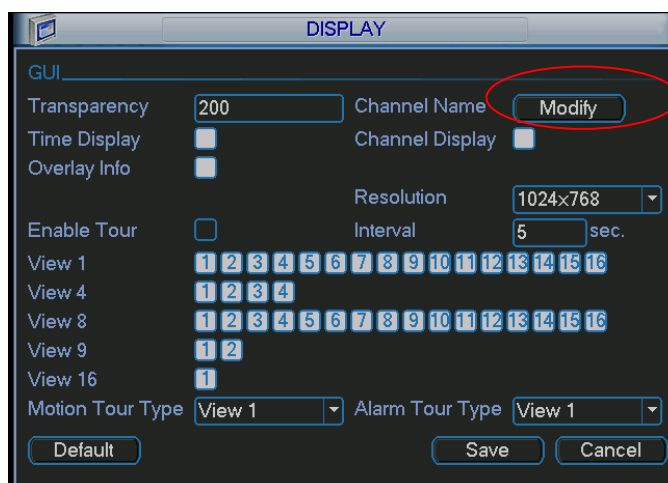 DISPLAY
GUI
Transparency 200 Channel Name Modify
Time Display Channel Display
Overlay Info
Resolution 1024×768
Enable Tour Interval 5 sec.
View 1 1 2 3 4 5 6 7 8 9 10 11 12 13 14 15 16
View 4 1 2 3 4
View 8 1 2 3 4 5 6 7 8 9 10 11 12 13 14 15 16
View 9 1 2
View 16 1
Motion Tour Type View 1 Alarm Tour Type View 1
Default Save Cancel